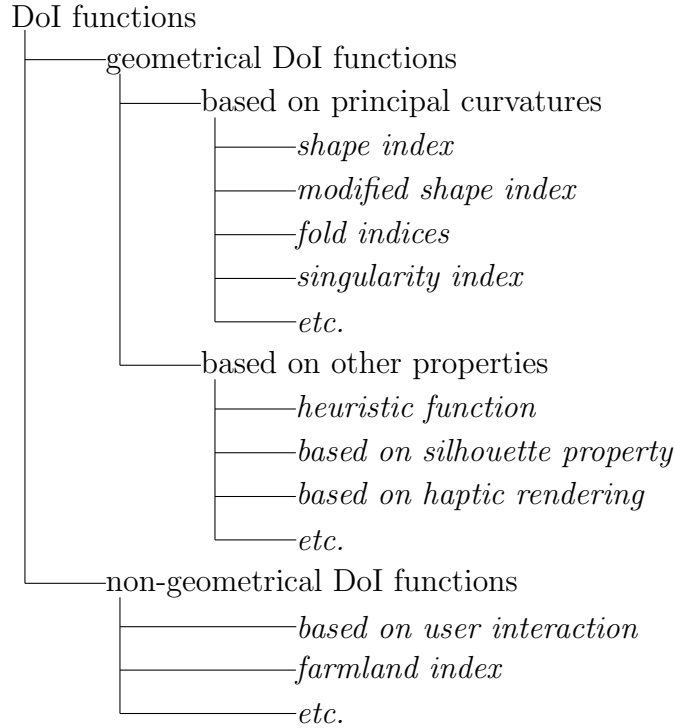 DoI functions
geometrical DoI functions
based on principal curvatures
shape index
modified shape index
fold indices
singularity index
etc.
based on other properties
heuristic function
based on silhouette property
based on haptic rendering
etc.
non-geometrical DoI functions
based on user interaction
farmland index
etc.